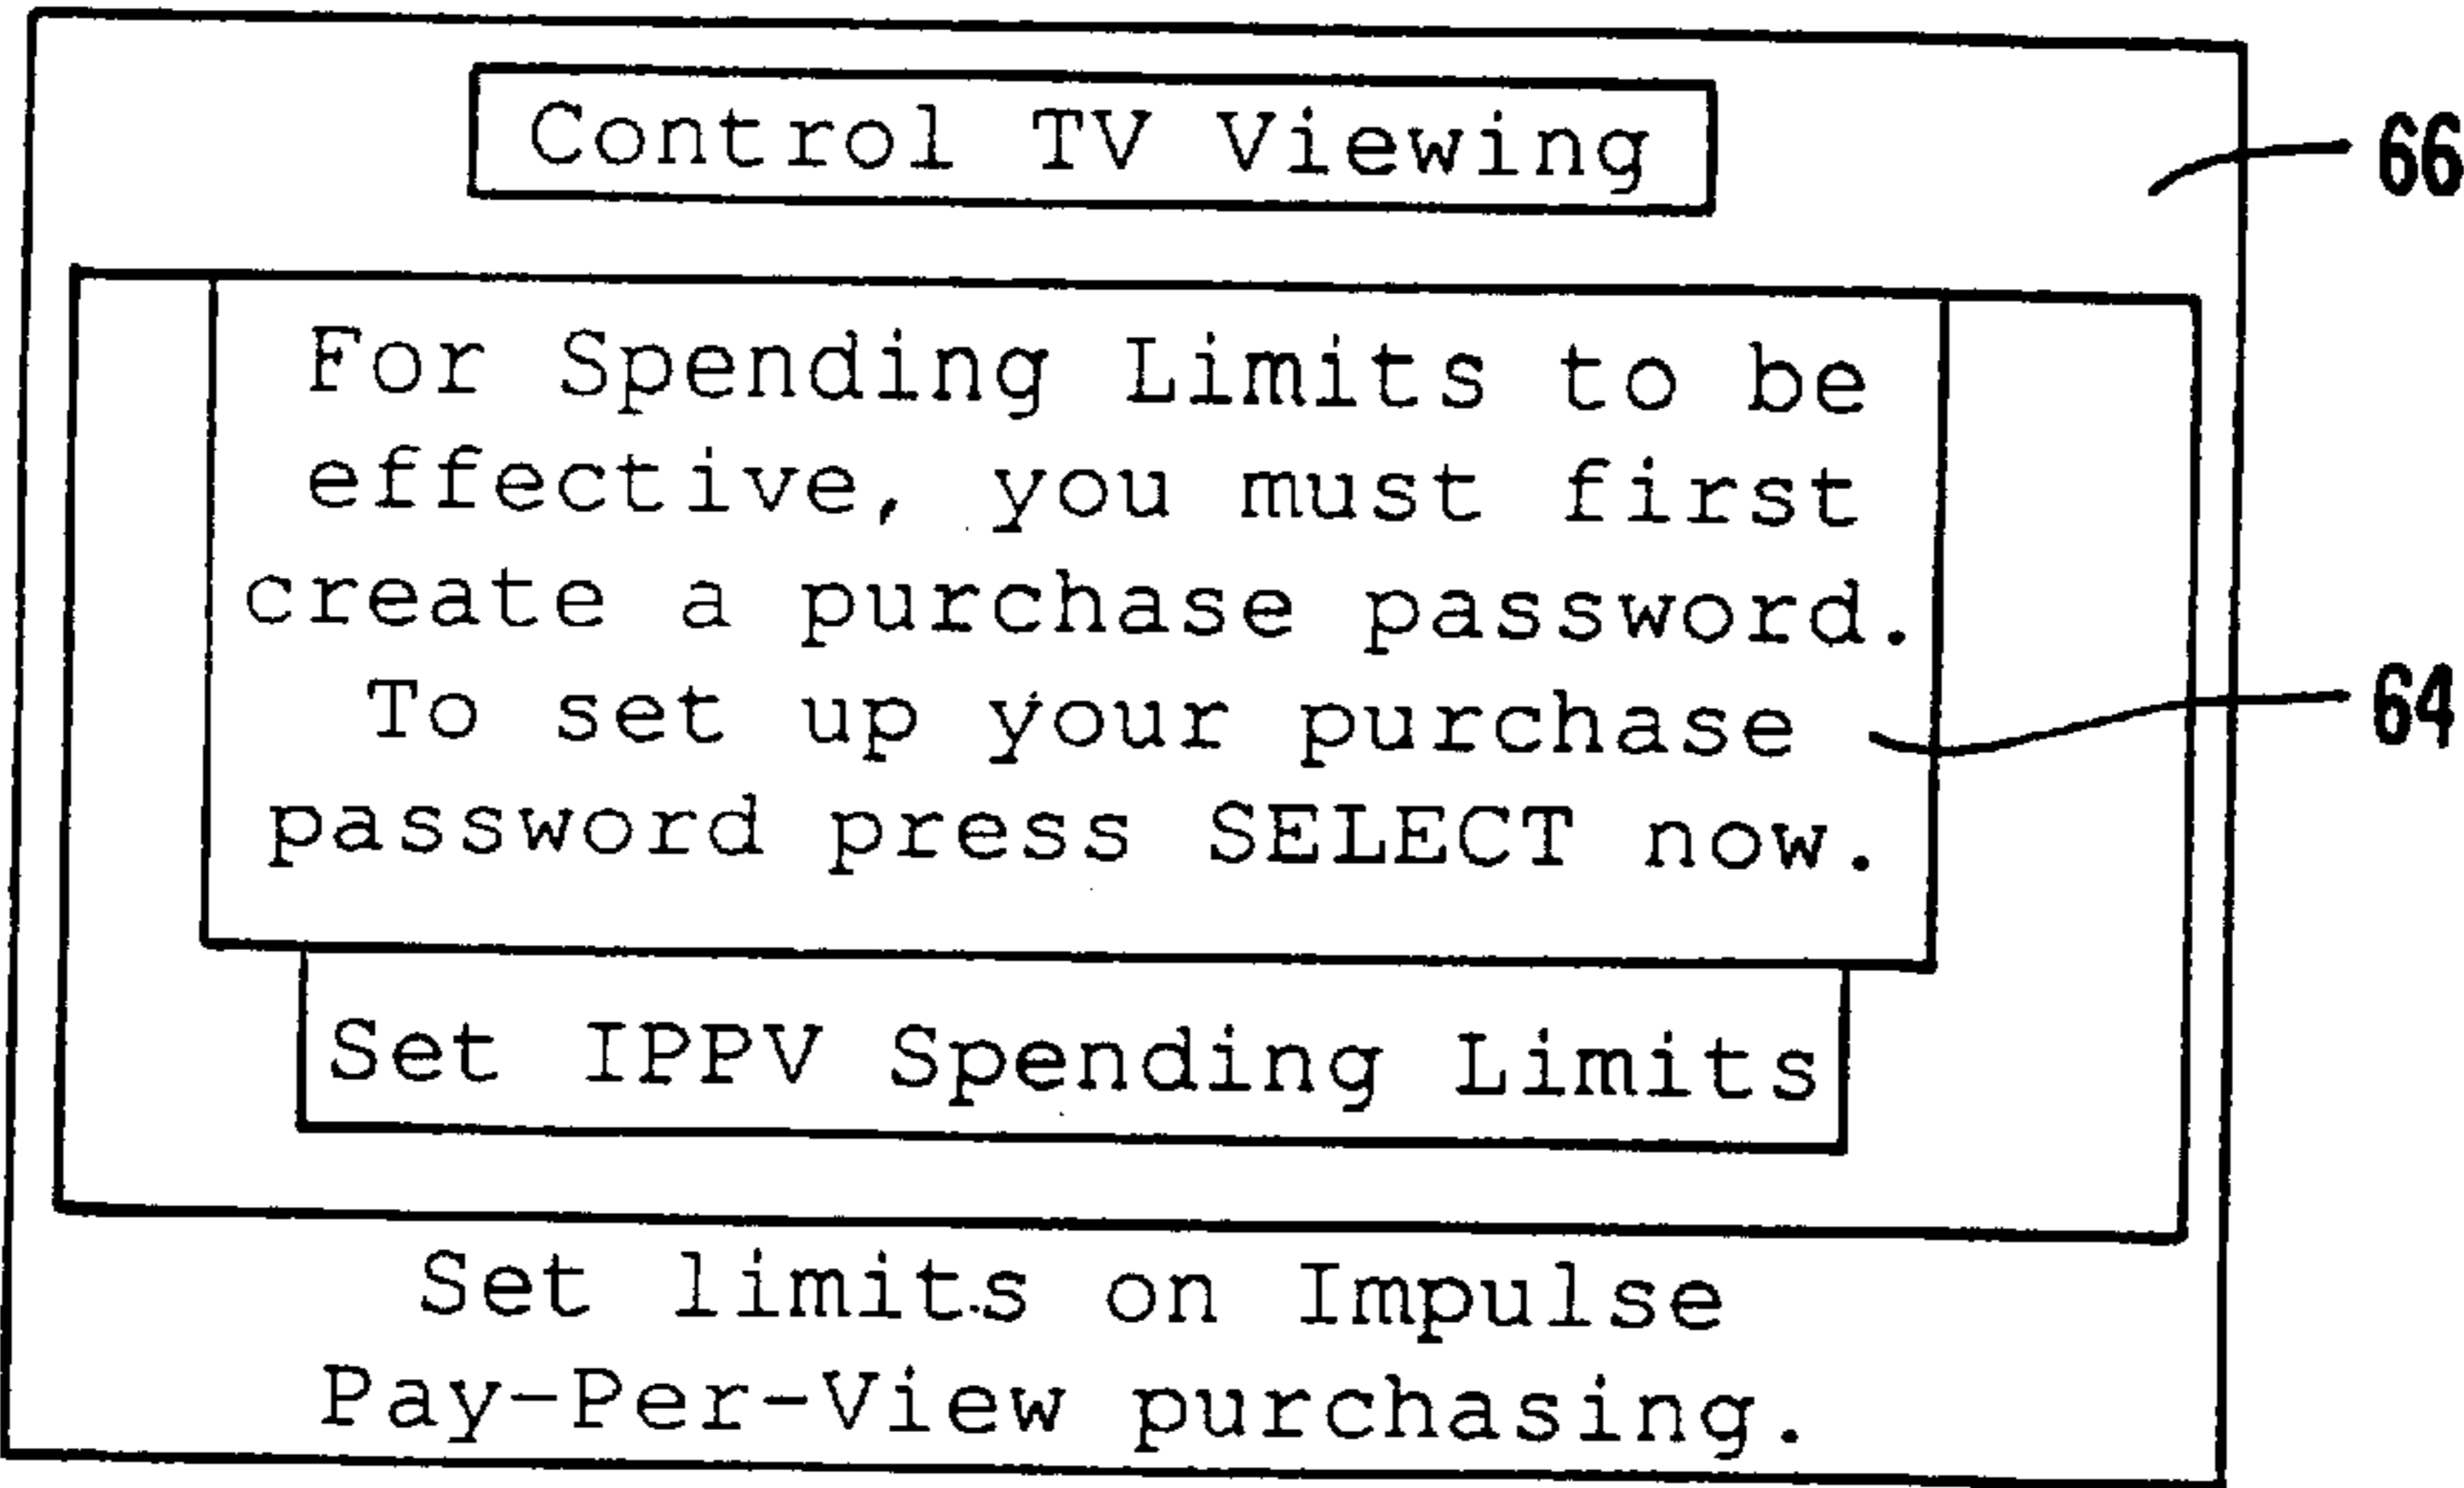 Control TV Viewing
66
For Spending Limits to be
effective, you must first
create a purchase password.
To set up your purchase
64
password press SELECT now.
Set IPPV Spending Limits
Set limits on Impulse
Pay-Per-View purchasing.